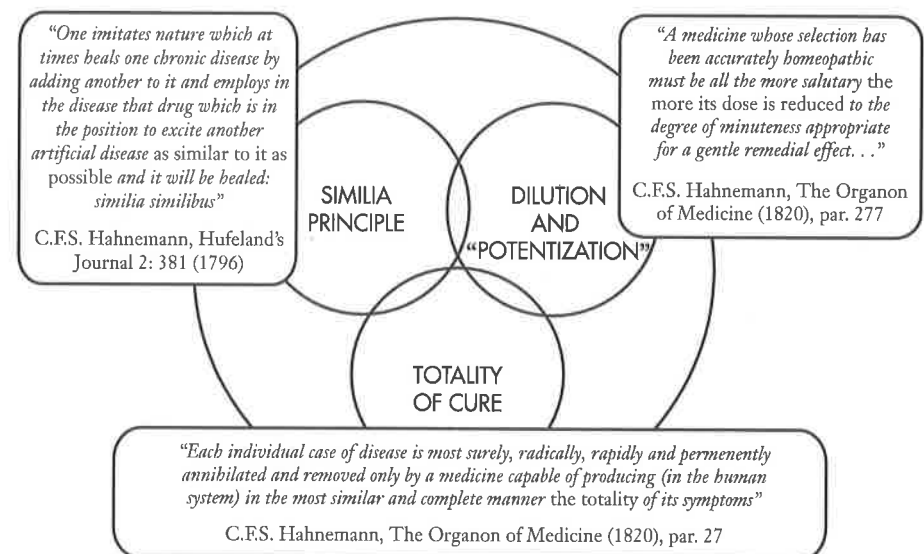 “One imitates nature which at
times heals one chronic disease by
adding another to it and employs in
the disease that drug which is in
the position to excite another
artificial disease as similar to it as
possible and it will be healed:
similia similibus”
C.F.S. Hahnemann, Hufeland’s
Journal 2: 381 (1796)
“A medicine whose selection has
been accurately homeopathic
must be all the more salutary the
more its dose is reduced to the
degree of minuteness appropriate
for a gentle remedial effect. . .”
C.F.S. Hahnemann, The Organon
of Medicine (1820), par. 277
SIMILIA
PRINCIPLE
DILUTION
AND
“POTENTIZATION”
TOTALITY
OF CURE
“Each individual case of disease is most surely, radically, rapidly and permenently
annihilated and removed only by a medicine capable of producing (in the human
system) in the most similar and complete manner the totality of its symptoms”
C.F.S. Hahnemann, The Organon of Medicine (1820), par. 27